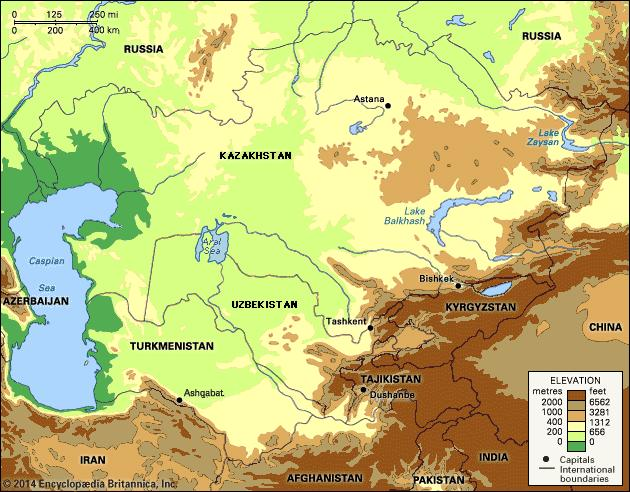 0 125 250 mi
0 200 400 km
RUSSIA
RUSSIA
Astana
Lake
Zaysan
KAZAKHSTAN
Lake
Balkhash
Aral
Sea
Caspian
Sea
Bishkek
AZERBAIJAN
UZBEKISTAN
KYRGYZSTAN
Tashkent
CHINA
TURKMENISTAN
TAJIKISTAN
Dushanbe
Ashgabat
ELEVATION
metres feet
2000 6562
1000 3281
400 1312
200 656
0 0
Capitals
International
boundaries
IRAN
INDIA
AFGHANISTAN
PAKISTAN
© 2014 Encyclopædia Britannica, Inc.